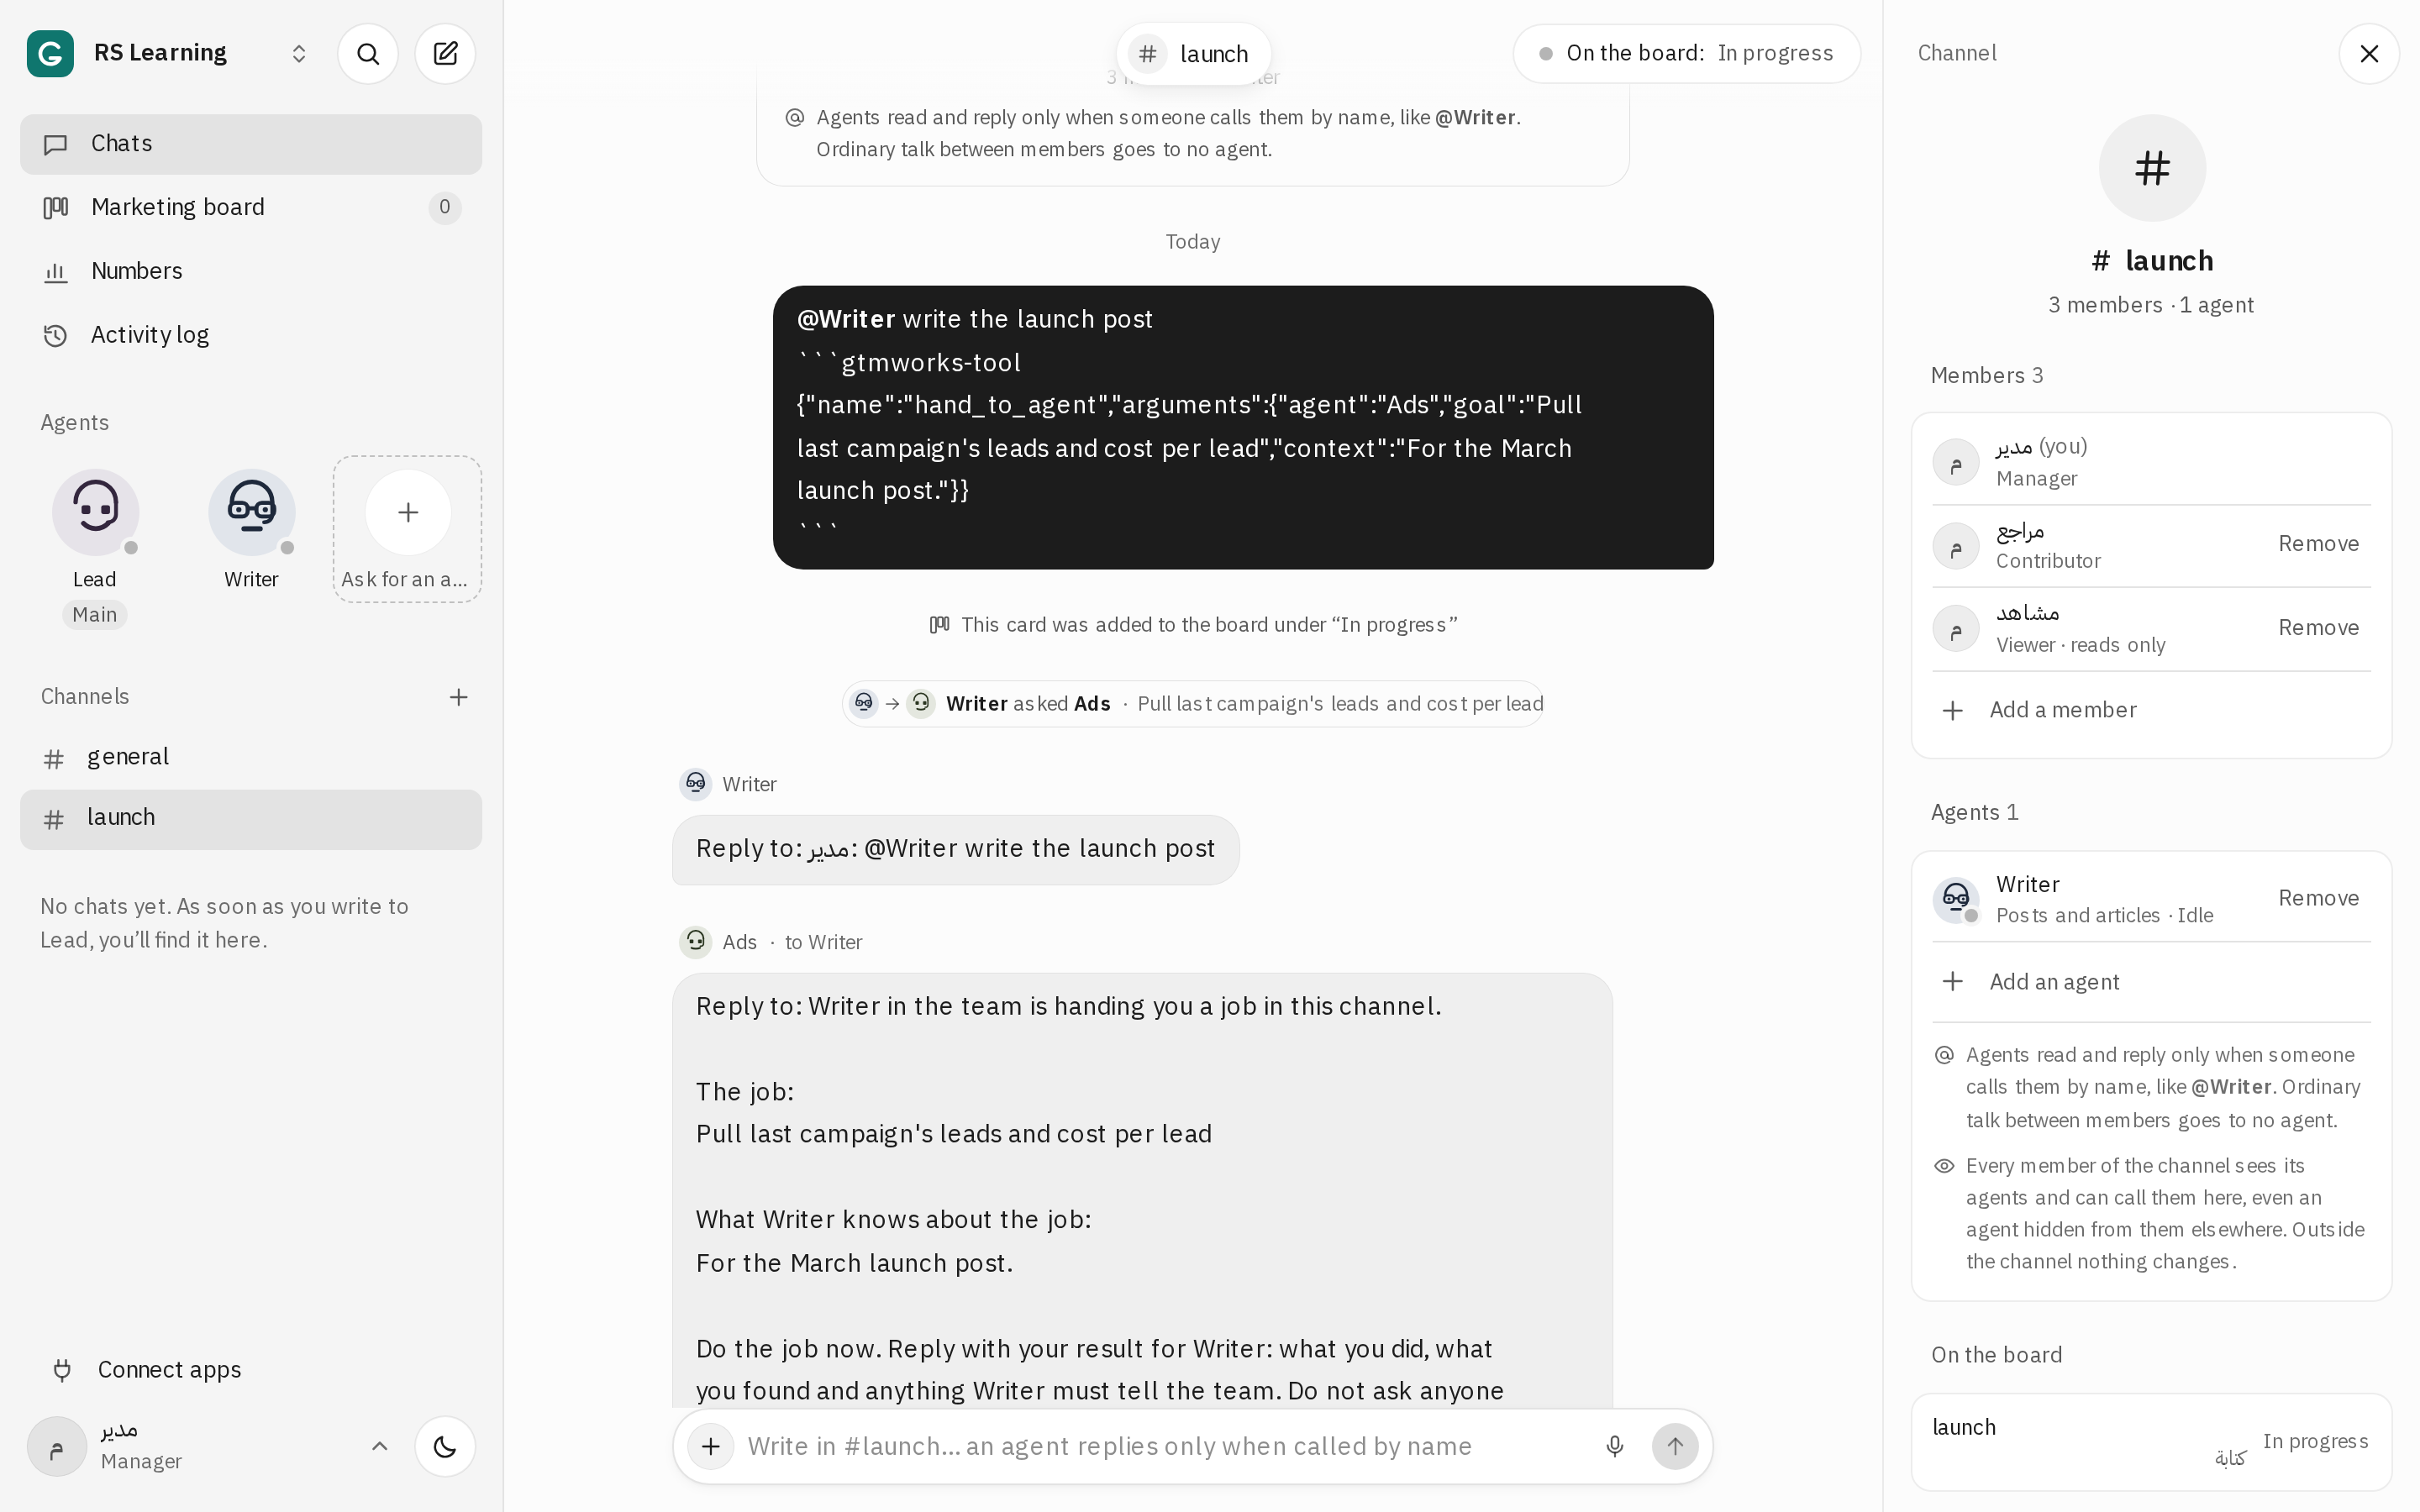 RS Learning
Chats
Marketing board
0
Numbers
Activity log
Agents
Lead
Main
Writer
Ask for an a...
Channels
general
launch
No chats yet. As soon as you write to
Lead, you’ll find it here.
Connect apps
م
مدير
Manager
# launch
On the board: In progress
@ Agents read and reply only when someone calls them by name, like @Writer.
Ordinary talk between members goes to no agent.
Today
@Writer write the launch post
```gtmworks-tool
{"name":"hand_to_agent","arguments":{"agent":"Ads","goal":"Pull
last campaign's leads and cost per lead","context":"For the March
launch post."}}
```
This card was added to the board under “In progress”
Writer asked Ads · Pull last campaign's leads and cost per lead
Writer
Reply to: مدير: @Writer write the launch post
Ads · to Writer
Reply to: Writer in the team is handing you a job in this channel.
The job:
Pull last campaign's leads and cost per lead
What Writer knows about the job:
For the March launch post.
Do the job now. Reply with your result for Writer: what you did, what
you found and anything Writer must tell the team. Do not ask anyone
Write in #launch... an agent replies only when called by name
Channel
#
# launch
3 members · 1 agent
Members 3
م
مدير (you)
Manager
م
مراجع
Contributor
Remove
م
مشاهد
Viewer · reads only
Remove
Add a member
Agents 1
Writer
Posts and articles · Idle
Remove
Add an agent
@ Agents read and reply only when someone
calls them by name, like @Writer. Ordinary
talk between members goes to no agent.
Every member of the channel sees its
agents and can call them here, even an
agent hidden from them elsewhere. Outside
the channel nothing changes.
On the board
launch
كتابة
In progress